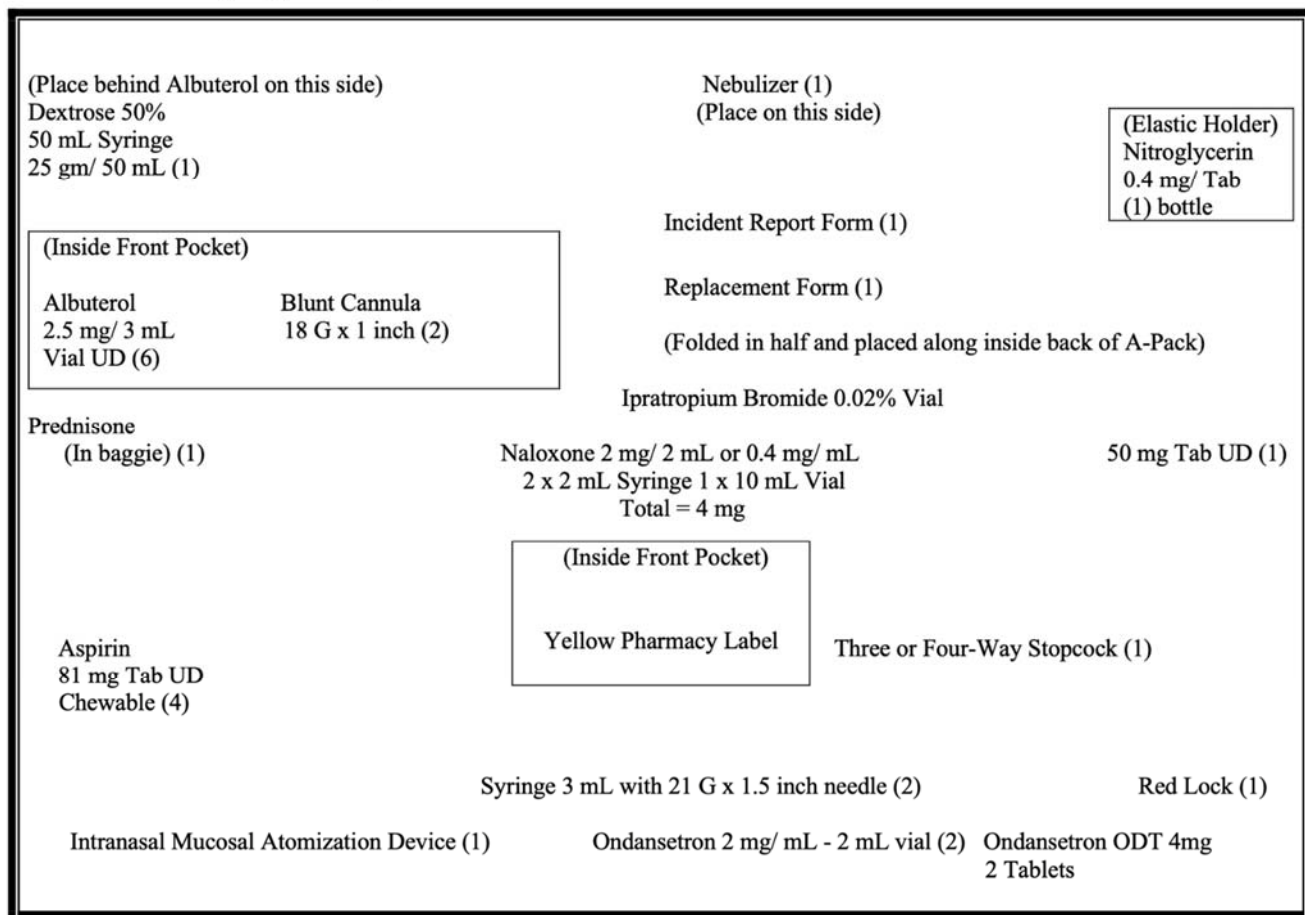 (Place behind Albuterol on this side)
Dextrose 50%
50 mL Syringe
25 gm/ 50 mL (1)
Nebulizer (1)
(Place on this side)
(Elastic Holder)
Nitroglycerin
0.4 mg/ Tab
(1) bottle
Incident Report Form (1)
(Inside Front Pocket)
Albuterol
2.5 mg/ 3 mL
Vial UD (6)
Blunt Cannula
18 G x 1 inch (2)
Replacement Form (1)
(Folded in half and placed along inside back of A-Pack)
Ipratropium Bromide 0.02% Vial
Prednisone
(In baggie) (1)
Naloxone 2 mg/ 2 mL or 0.4 mg/ mL
2 x 2 mL Syringe 1 x 10 mL Vial
Total = 4 mg
50 mg Tab UD (1)
(Inside Front Pocket)
Yellow Pharmacy Label
Aspirin
81 mg Tab UD
Chewable (4)
Three or Four-Way Stopcock (1)
Syringe 3 mL with 21 G x 1.5 inch needle (2)
Red Lock (1)
Intranasal Mucosal Atomization Device (1)
Ondansetron 2 mg/ mL - 2 mL vial (2)
Ondansetron ODT 4mg
2 Tablets